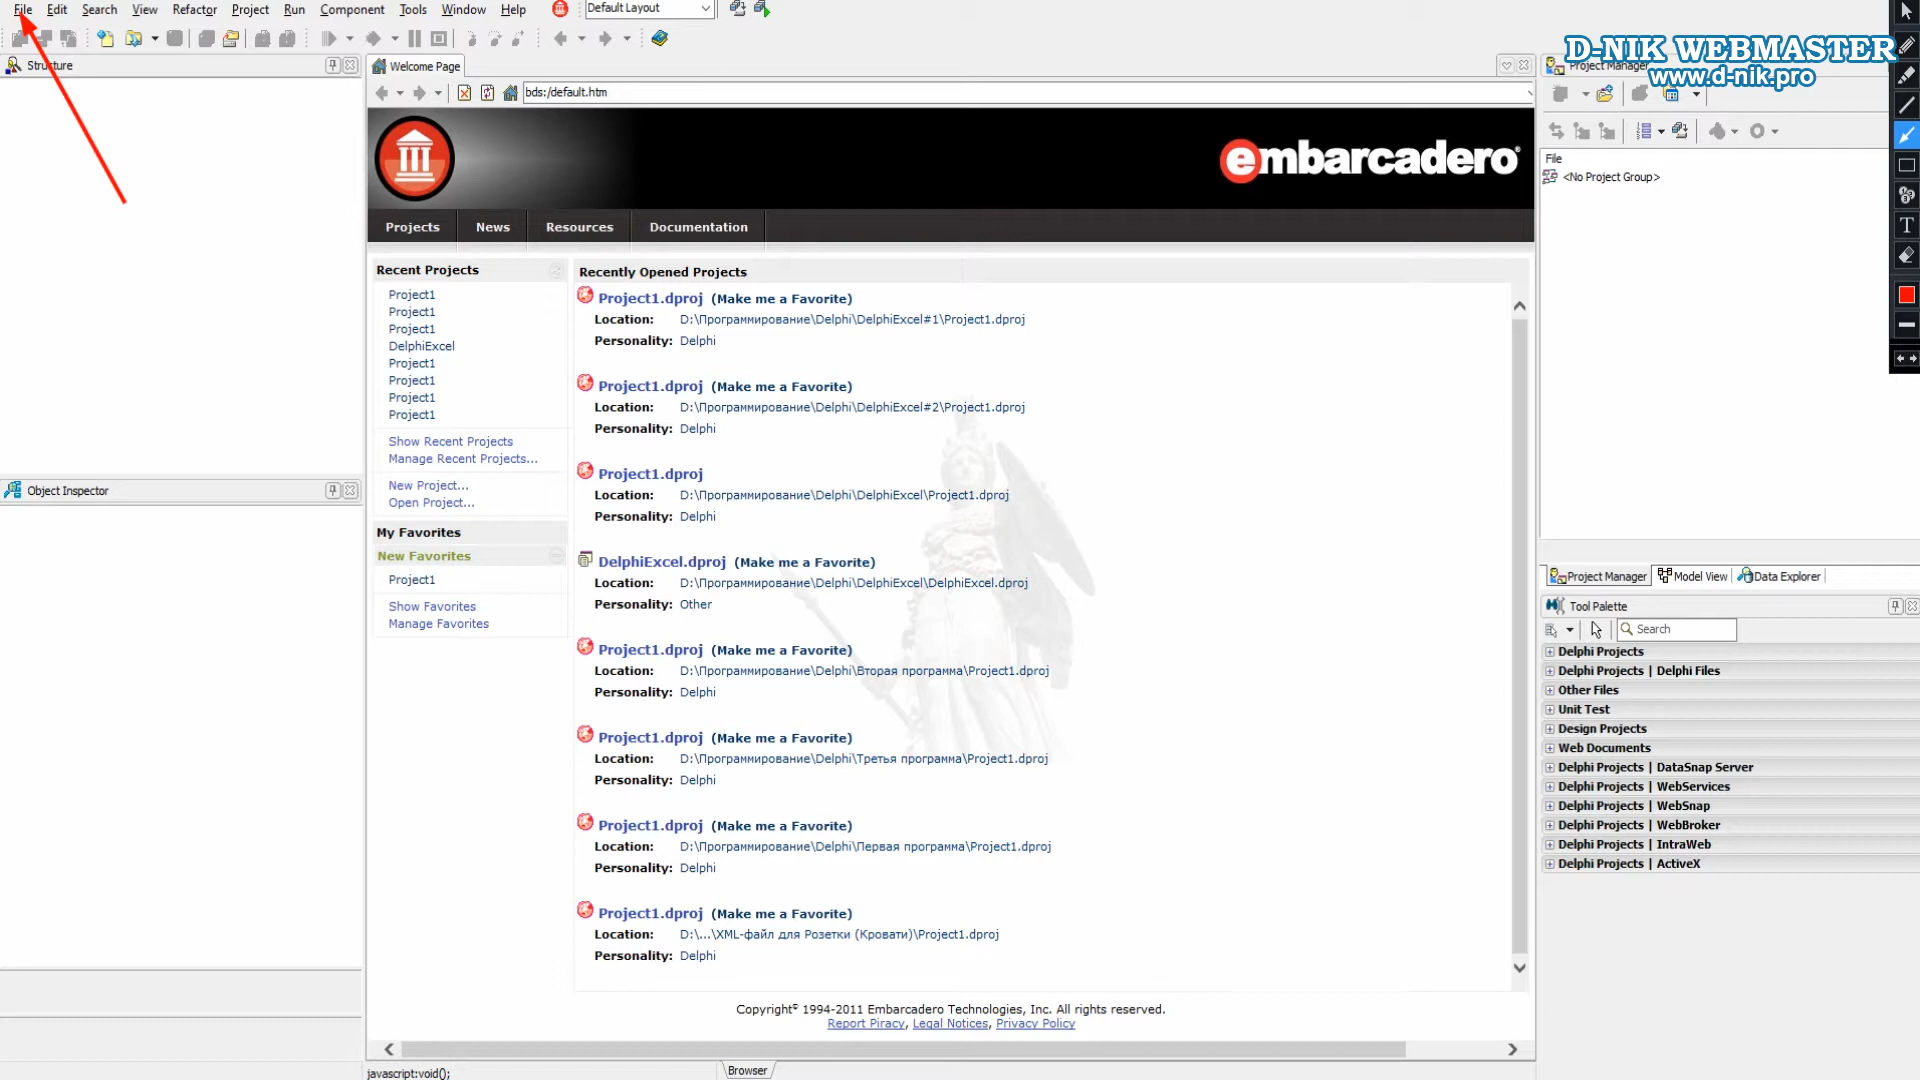 File Edit Search View Refactor Project Run Component Tools Window Help Default Layout
Structure
Welcome Page
bds:/default.htm
embarcadero
Projects News Resources Documentation
Recent Projects
Project1
Project1
Project1
DelphiExcel
Project1
Project1
Project1
Project1
Show Recent Projects
Manage Recent Projects...
New Project...
Open Project...
My Favorites
New Favorites
Project1
Show Favorites
Manage Favorites
Recently Opened Projects
Project1.dproj (Make me a Favorite)
Location: D:\Программирование\Delphi\DelphiExcel#1\Project1.dproj
Personality: Delphi
Project1.dproj (Make me a Favorite)
Location: D:\Программирование\Delphi\DelphiExcel#2\Project1.dproj
Personality: Delphi
Project1.dproj
Location: D:\Программирование\Delphi\DelphiExcel\Project1.dproj
Personality: Delphi
DelphiExcel.dproj (Make me a Favorite)
Location: D:\Программирование\Delphi\DelphiExcel\DelphiExcel.dproj
Personality: Other
Project1.dproj (Make me a Favorite)
Location: D:\Программирование\Delphi\Вторая программа\Project1.dproj
Personality: Delphi
Project1.dproj (Make me a Favorite)
Location: D:\Программирование\Delphi\Третья программа\Project1.dproj
Personality: Delphi
Project1.dproj (Make me a Favorite)
Location: D:\Программирование\Delphi\Первая программа\Project1.dproj
Personality: Delphi
Project1.dproj (Make me a Favorite)
Location: D:\...\XML-файл для Розетки (Кровати)\Project1.dproj
Personality: Delphi
Copyright© 1994-2011 Embarcadero Technologies, Inc. All rights reserved.
Report Piracy, Legal Notices, Privacy Policy
Object Inspector
javascript:void();
Browser
D-NIK WEBMASTER
www.d-nik.pro
Project Manager
File
<No Project Group>
Project Manager Model View Data Explorer
Tool Palette
Search
Delphi Projects
Delphi Projects | Delphi Files
Other Files
Unit Test
Design Projects
Web Documents
Delphi Projects | DataSnap Server
Delphi Projects | WebServices
Delphi Projects | WebSnap
Delphi Projects | WebBroker
Delphi Projects | IntraWeb
Delphi Projects | ActiveX